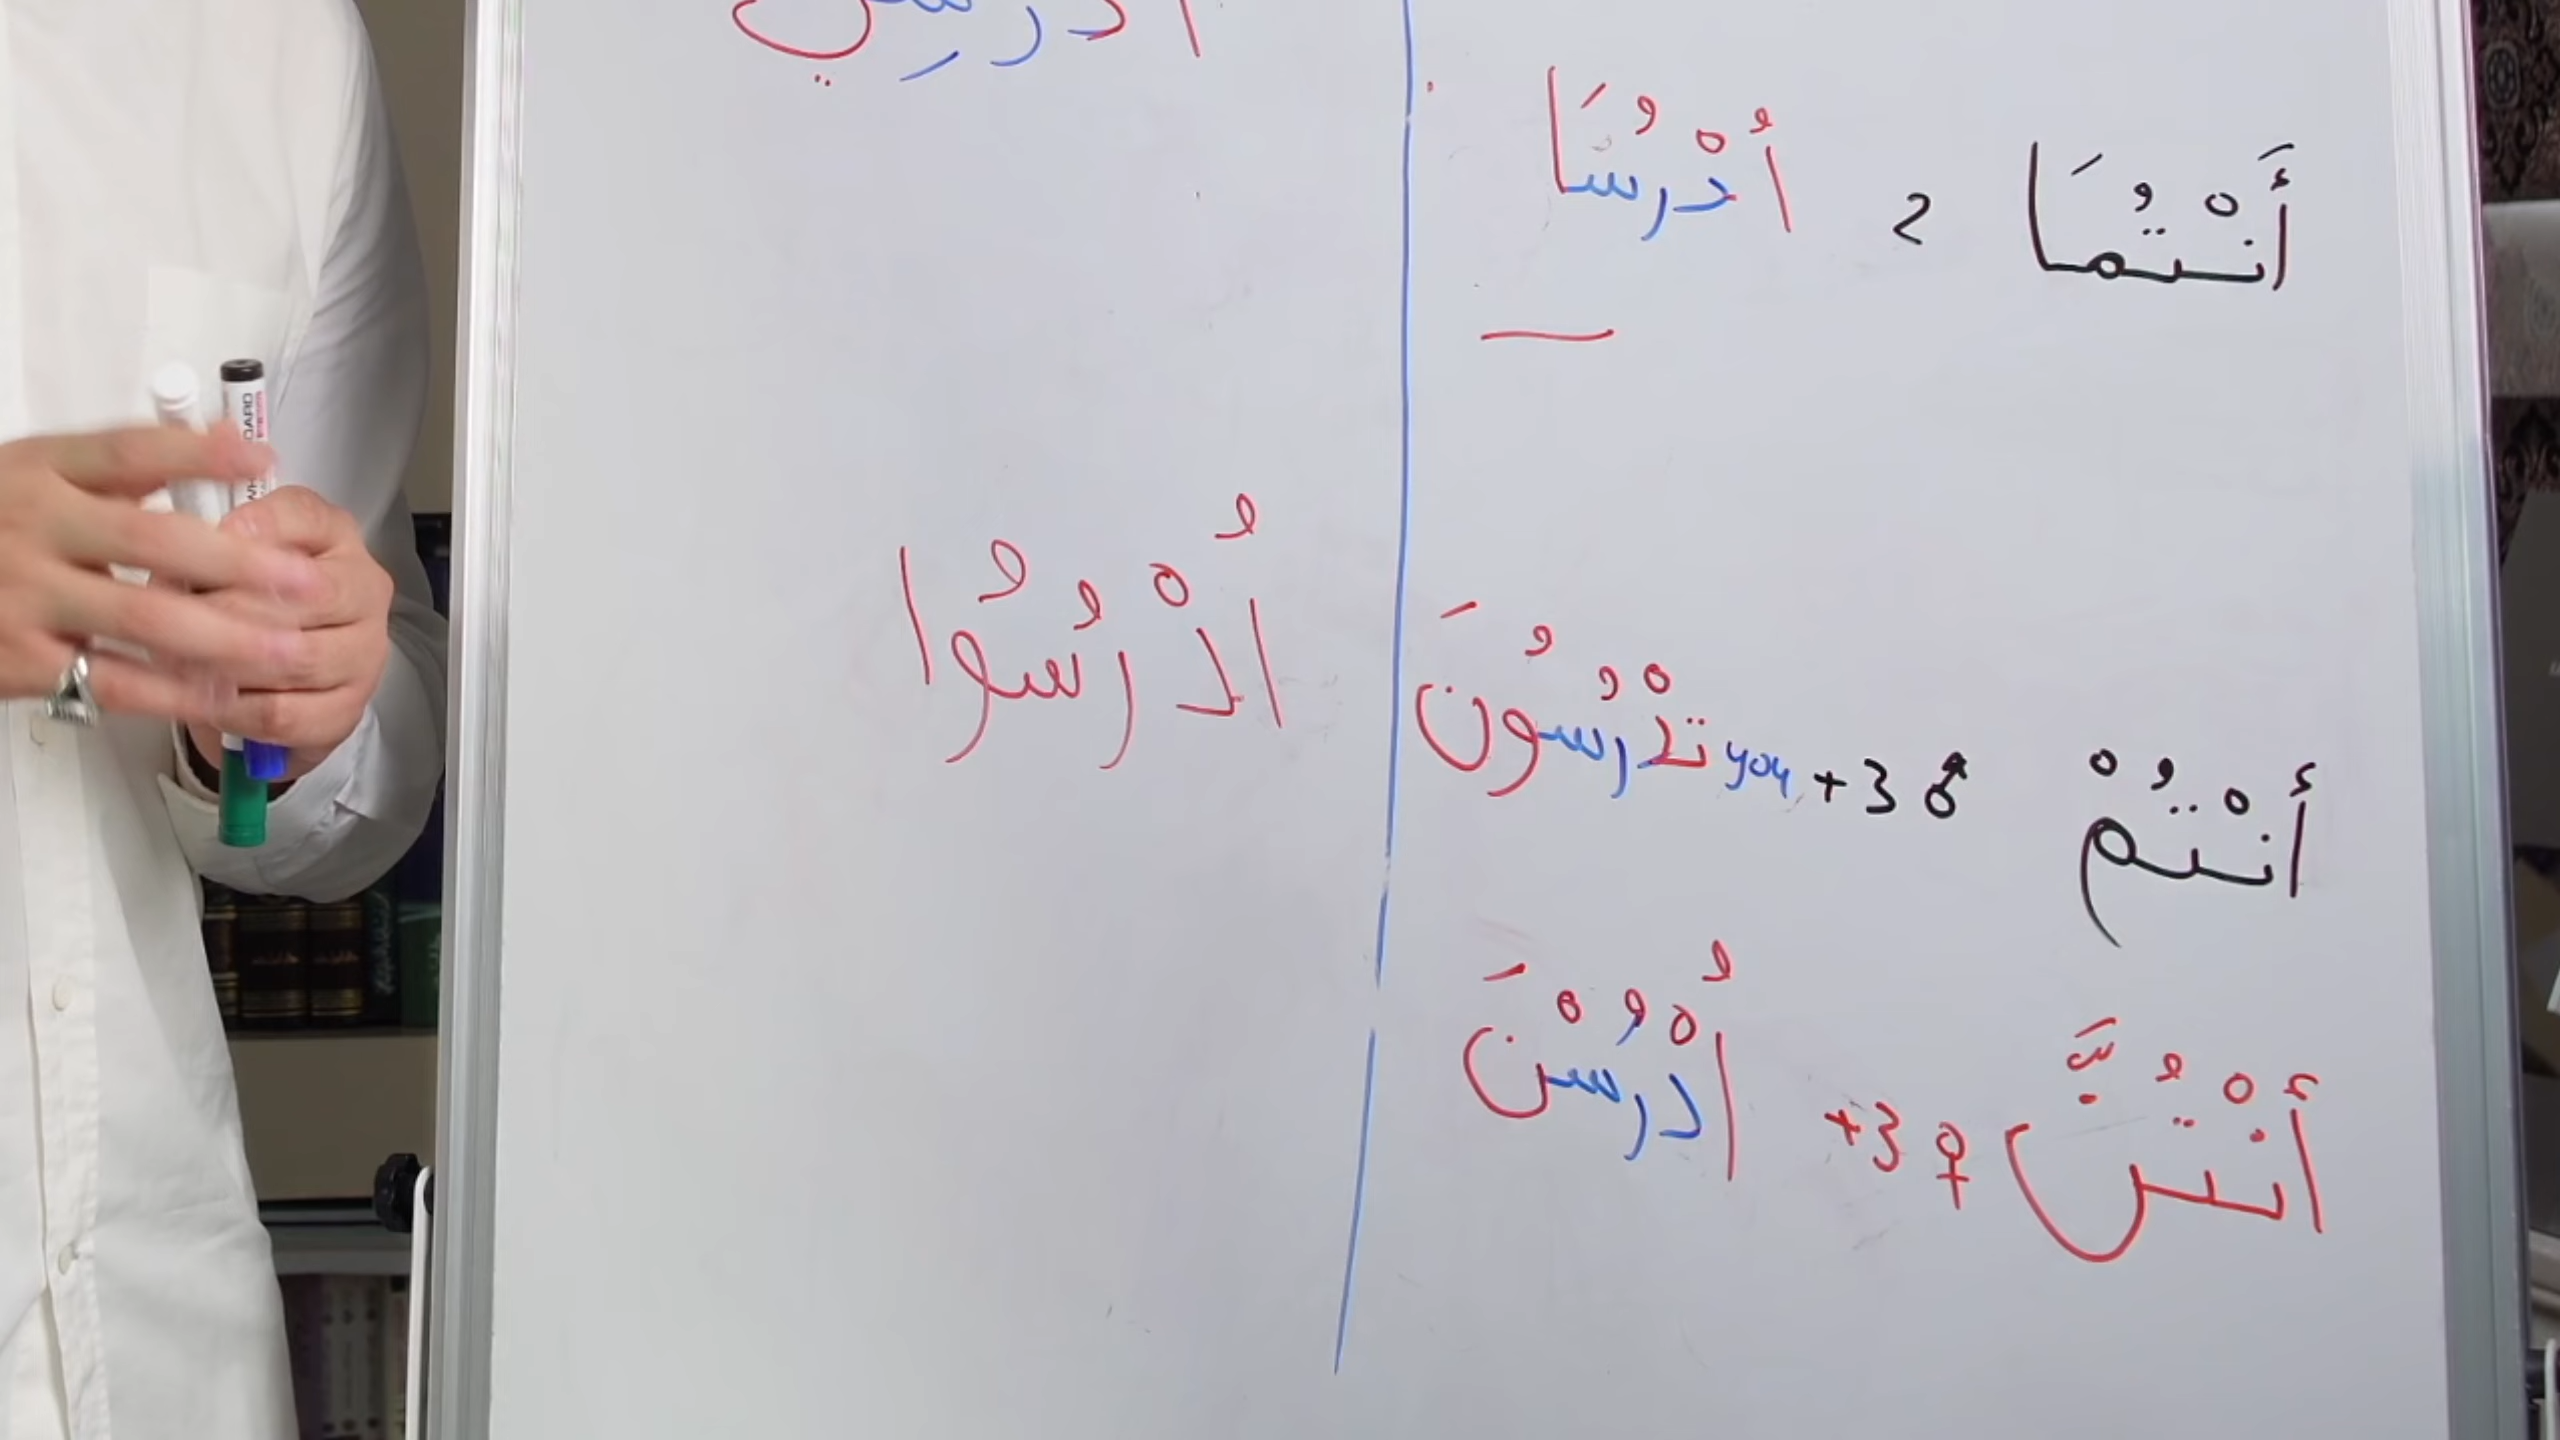 أَنْتُمَا 2 اُدْرُسَا
اُدْرُسِي
أَنْتُمْ +3 ♂ you تَدْرُسُونَ
اُدْرُسُوا
أَنْتُنَّ +3 ♀ اُدْرُسْنَ